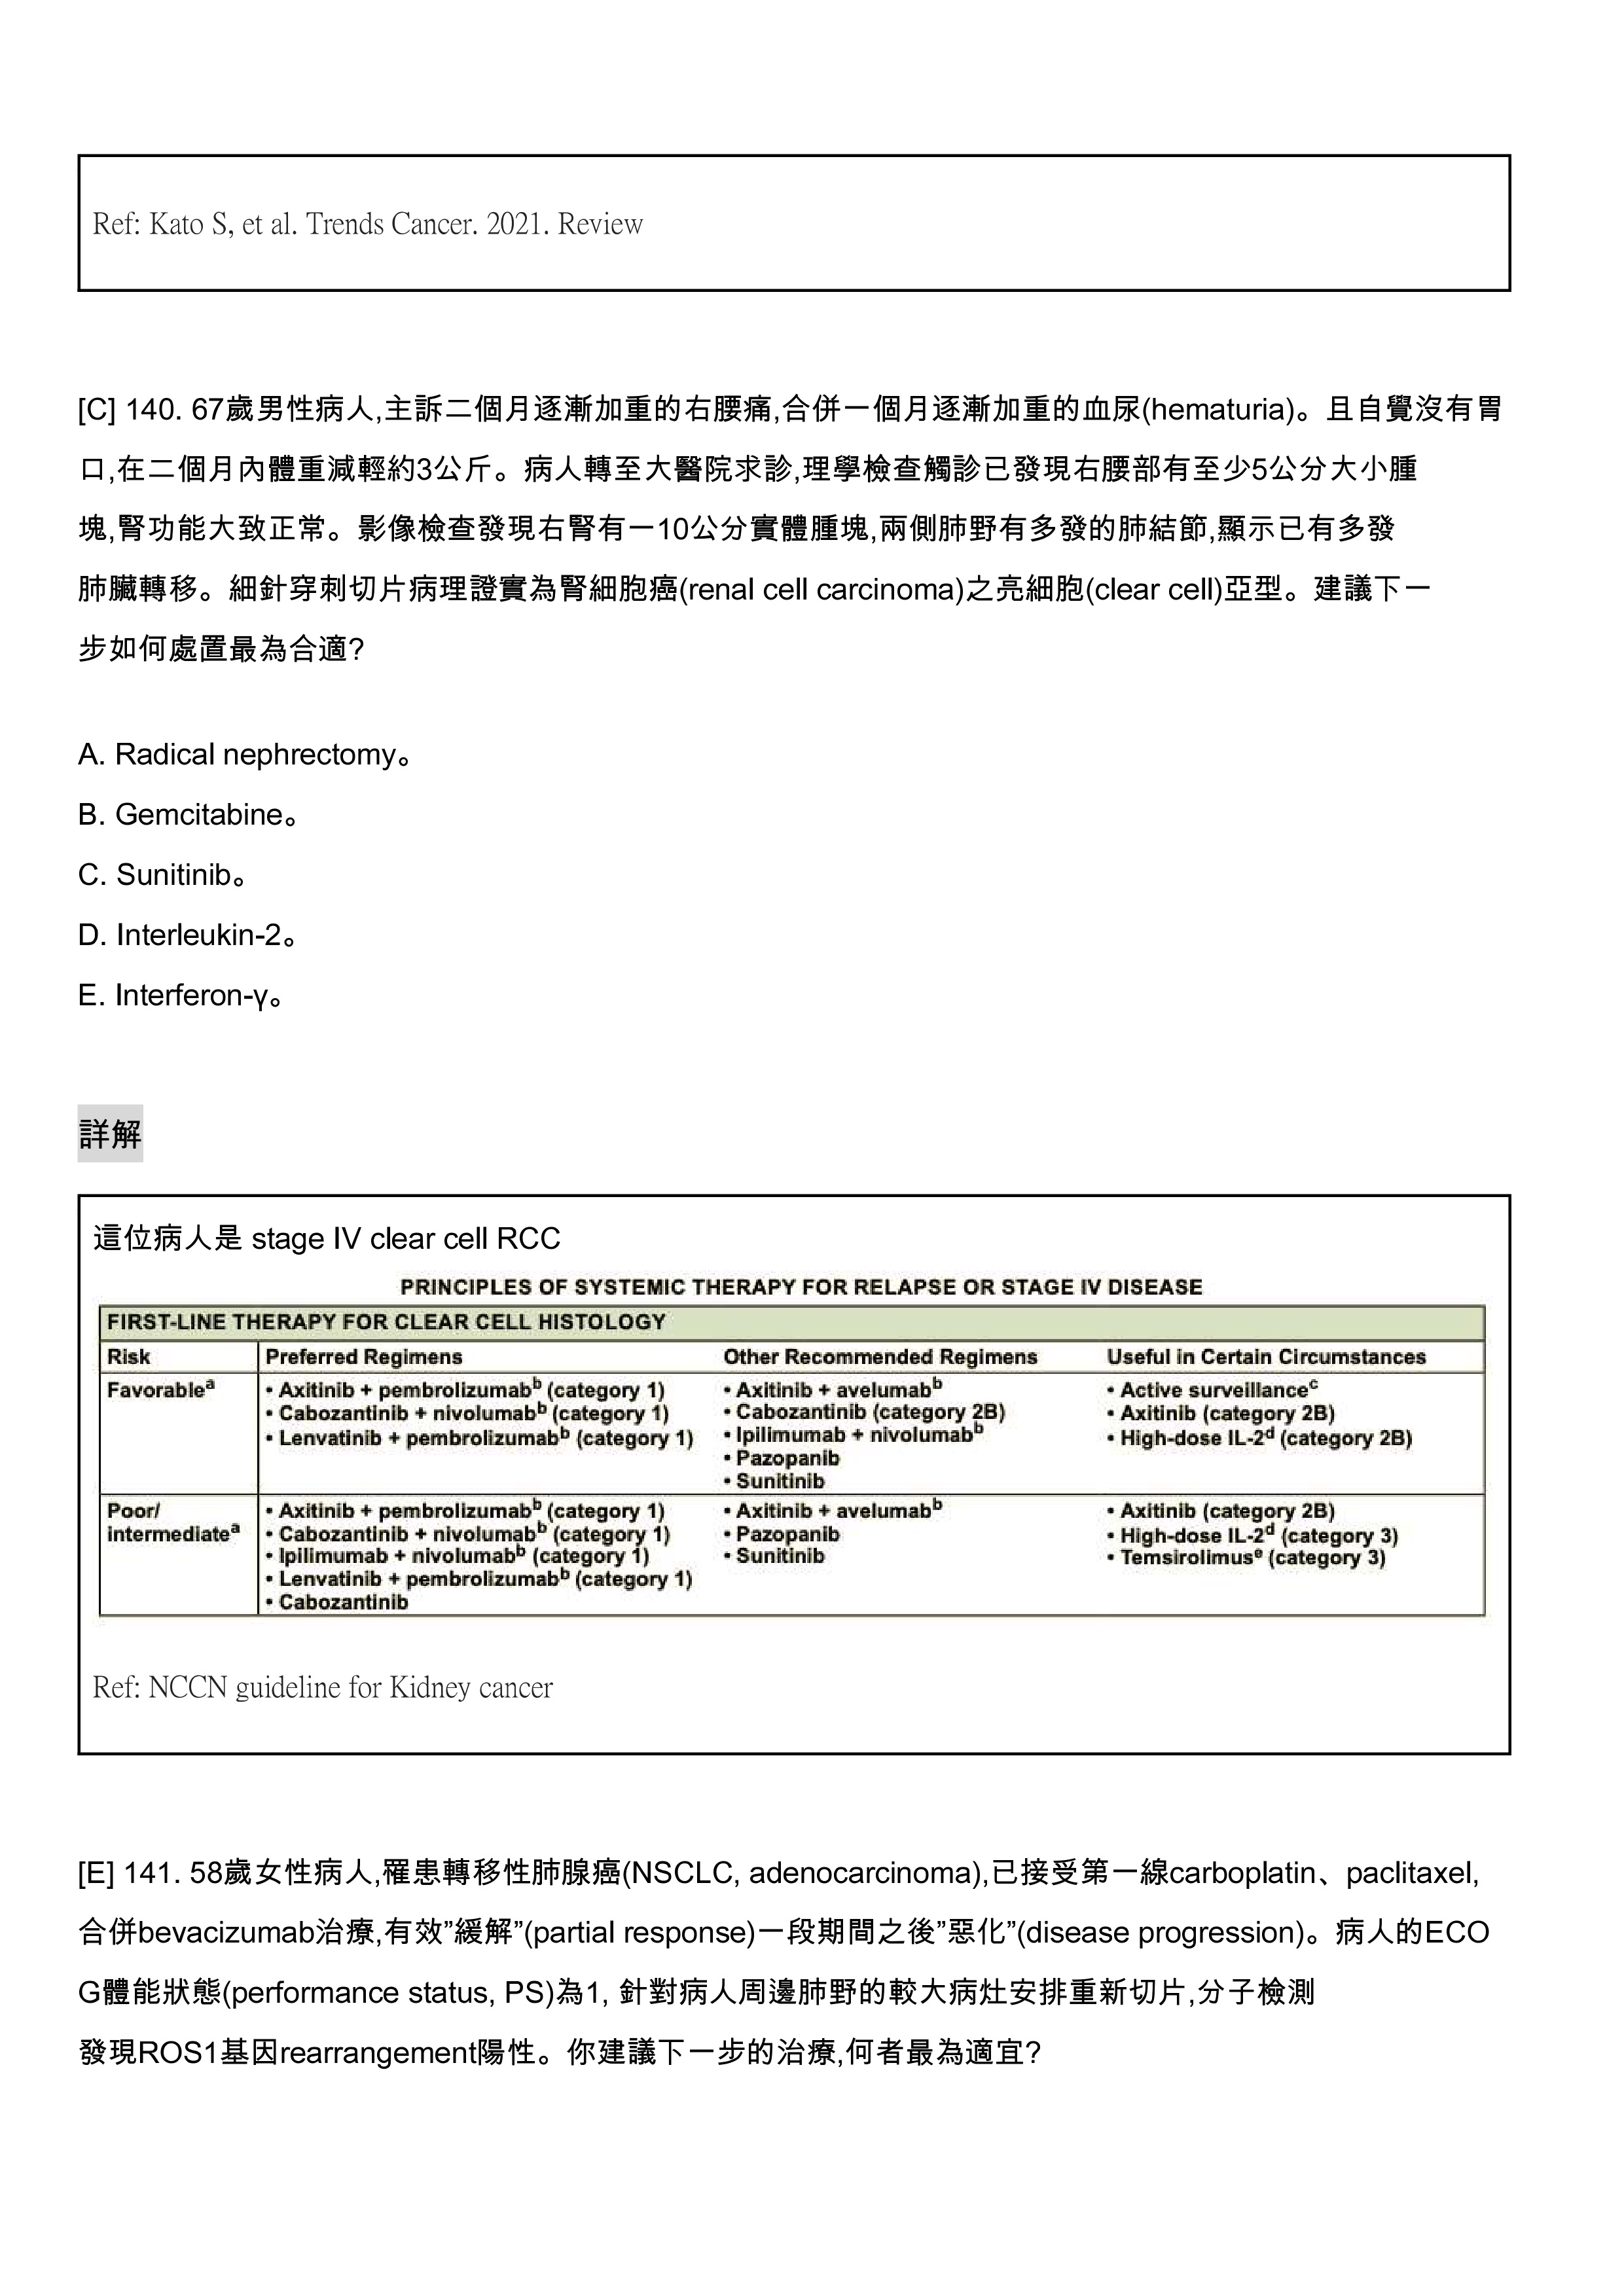 Ref: Kato S, et al. Trends Cancer. 2021. Review
[C] 140. 67歲男性病人,主訴二個月逐漸加重的右腰痛,合併一個月逐漸加重的血尿(hematuria)。且自覺沒有胃
口,在二個月內體重減輕約3公斤。病人轉至大醫院求診,理學檢查觸診已發現右腰部有至少5公分大小腫
塊,腎功能大致正常。影像檢查發現右腎有一10公分實體腫塊,兩側肺野有多發的肺結節,顯示已有多發
肺臟轉移。細針穿刺切片病理證實為腎細胞癌(renal cell carcinoma)之亮細胞(clear cell)亞型。建議下一
步如何處置最為合適?
A. Radical nephrectomy。
B. Gemcitabine。
C. Sunitinib。
D. Interleukin-2。
E. Interferon-γ。
詳解
這位病人是 stage IV clear cell RCC
PRINCIPLES OF SYSTEMIC THERAPY FOR RELAPSE OR STAGE IV DISEASE
FIRST-LINE THERAPY FOR CLEAR CELL HISTOLOGY
Risk Preferred Regimens Other Recommended Regimens Useful in Certain Circumstances
Favorableᵃ • Axitinib + pembrolizumabᵇ (category 1) • Axitinib + avelumabᵇ • Active surveillanceᶜ
• Cabozantinib + nivolumabᵇ (category 1) • Cabozantinib (category 2B) • Axitinib (category 2B)
• Lenvatinib + pembrolizumabᵇ (category 1) • Ipilimumab + nivolumabᵇ • High-dose IL-2ᵈ (category 2B)
• Pazopanib
• Sunitinib
Poor/ • Axitinib + pembrolizumabᵇ (category 1) • Axitinib + avelumabᵇ • Axitinib (category 2B)
intermediateᵃ • Cabozantinib + nivolumabᵇ (category 1) • Pazopanib • High-dose IL-2ᵈ (category 3)
• Ipilimumab + nivolumabᵇ (category 1) • Sunitinib • Temsirolimusᵉ (category 3)
• Lenvatinib + pembrolizumabᵇ (category 1)
• Cabozantinib
Ref: NCCN guideline for Kidney cancer
[E] 141. 58歲女性病人,罹患轉移性肺腺癌(NSCLC, adenocarcinoma),已接受第一線carboplatin、paclitaxel,
合併bevacizumab治療,有效”緩解”(partial response)一段期間之後”惡化”(disease progression)。病人的ECO
G體能狀態(performance status, PS)為1, 針對病人周邊肺野的較大病灶安排重新切片,分子檢測
發現ROS1基因rearrangement陽性。你建議下一步的治療,何者最為適宜?